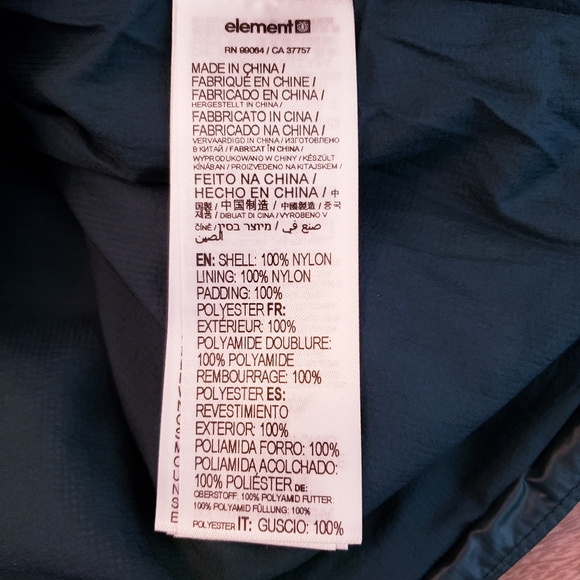 element
RN 99064 / CA 37757
MADE IN CHINA /
FABRIQUÉ EN CHINE /
FABRICADO EN CHINA /
HERGESTELLT IN CHINA /
FABBRICATO IN CINA /
FABRICADO NA CHINA /
VERVAARDIGD IN CHINA / ИЗГОТОВЛЕНО
В КИТАЙ / FABRICAT ÎN CHINA /
WYPRODUKOWANO W CHINY / KÉSZÜLT
KÍNÁBAN / PROIZVEDENO NA KITAJSKEM /
FEITO NA CHINA /
HECHO EN CHINA / 中
国製 / 中国制造 / 中國製造 / 중국
제품 / DIBUAT DI CINA / VYROBENO V
ČÍNĚ / מיוצר בסין / صنع في
الصين
EN: SHELL: 100% NYLON
LINING: 100% NYLON
PADDING: 100%
POLYESTER FR:
EXTÉRIEUR: 100%
POLYAMIDE DOUBLURE:
100% POLYAMIDE
REMBOURRAGE: 100%
POLYESTER ES:
REVESTIMIENTO
EXTERIOR: 100%
POLIAMIDA FORRO: 100%
POLIAMIDA ACOLCHADO:
100% POLIÉSTER DE:
OBERSTOFF: 100% POLYAMID FUTTER:
100% POLYAMID FÜLLUNG: 100%
POLYESTER IT: GUSCIO: 100%